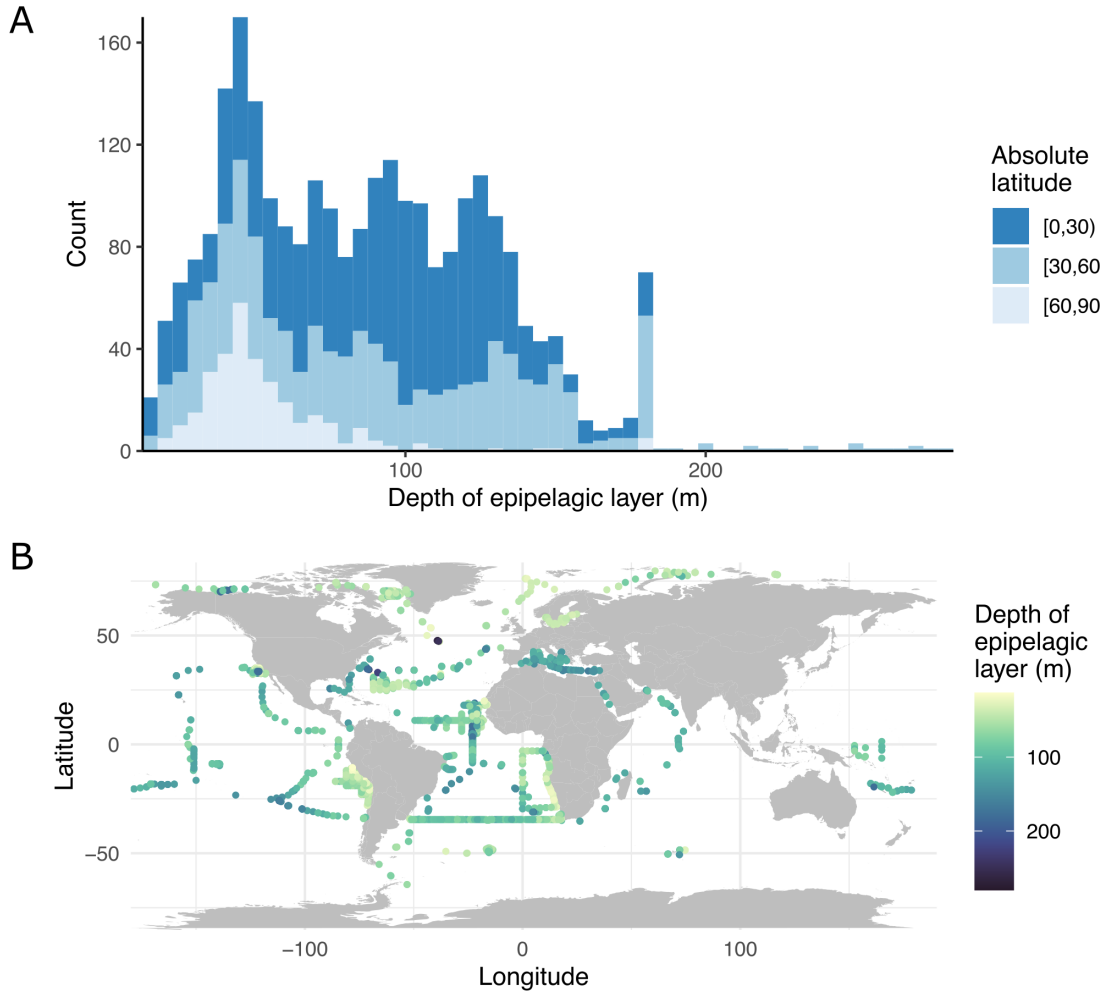 A
160
120
80
40
0
Count
100
200
Depth of epipelagic layer (m)
Absolute
latitude
[0,30)
[30,60
[60,90
B
50
0
−50
Latitude
−100
0
100
Longitude
Depth of
epipelagic
layer (m)
100
200